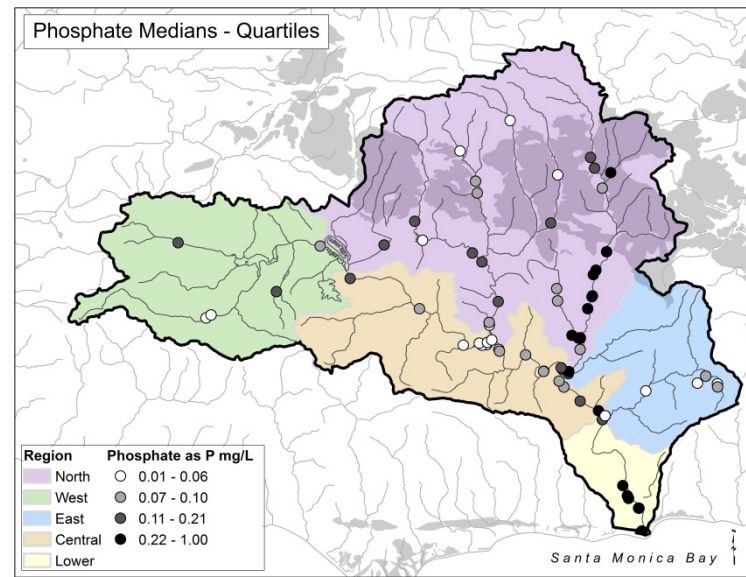 Phosphate Medians - Quartiles
Region Phosphate as P mg/L
North 0.01 - 0.06
West 0.07 - 0.10
East 0.11 - 0.21
Central 0.22 - 1.00
Lower
Santa Monica Bay